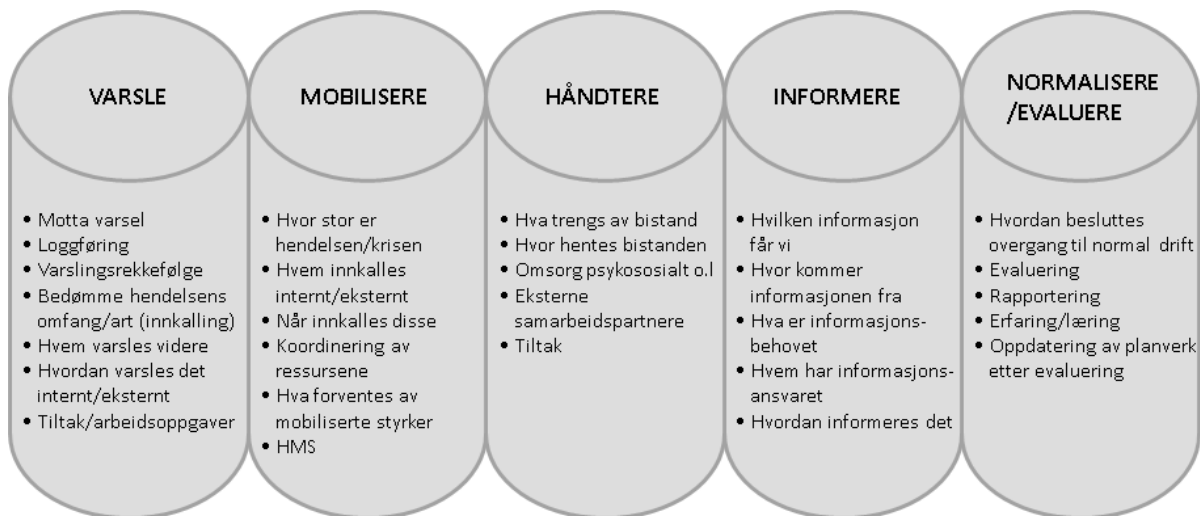 VARSLE
• Motta varsel
• Loggføring
• Varslingsrekkefølge
• Bedømme hendelsens
omfang/art (innkalling)
• Hvem varsles videre
• Hvordan varsles det
internt/eksternt
• Tiltak/arbeidsoppgaver
MOBILISERE
• Hvor stor er
hendelsen/krisen
• Hvem innkalles
internt/eksternt
• Når innkalles disse
• Koordinering av
ressursene
• Hva forventes av
mobiliserte styrker
• HMS
HÅNDTERE
• Hva trengs av bistand
• Hvor hentes bistanden
• Omsorg psykososialt o.l
• Eksterne
samarbeidspartnere
• Tiltak
INFORMERE
• Hvilken informasjon
får vi
• Hvor kommer
informasjonen fra
• Hva er informasjons-
behovet
• Hvem har informasjons-
ansvaret
• Hvordan informeres det
NORMALISERE
/EVALUERE
• Hvordan besluttes
overgang til normal drift
• Evaluering
• Rapportering
• Erfaring/læring
• Oppdatering av planverk
etter evaluering